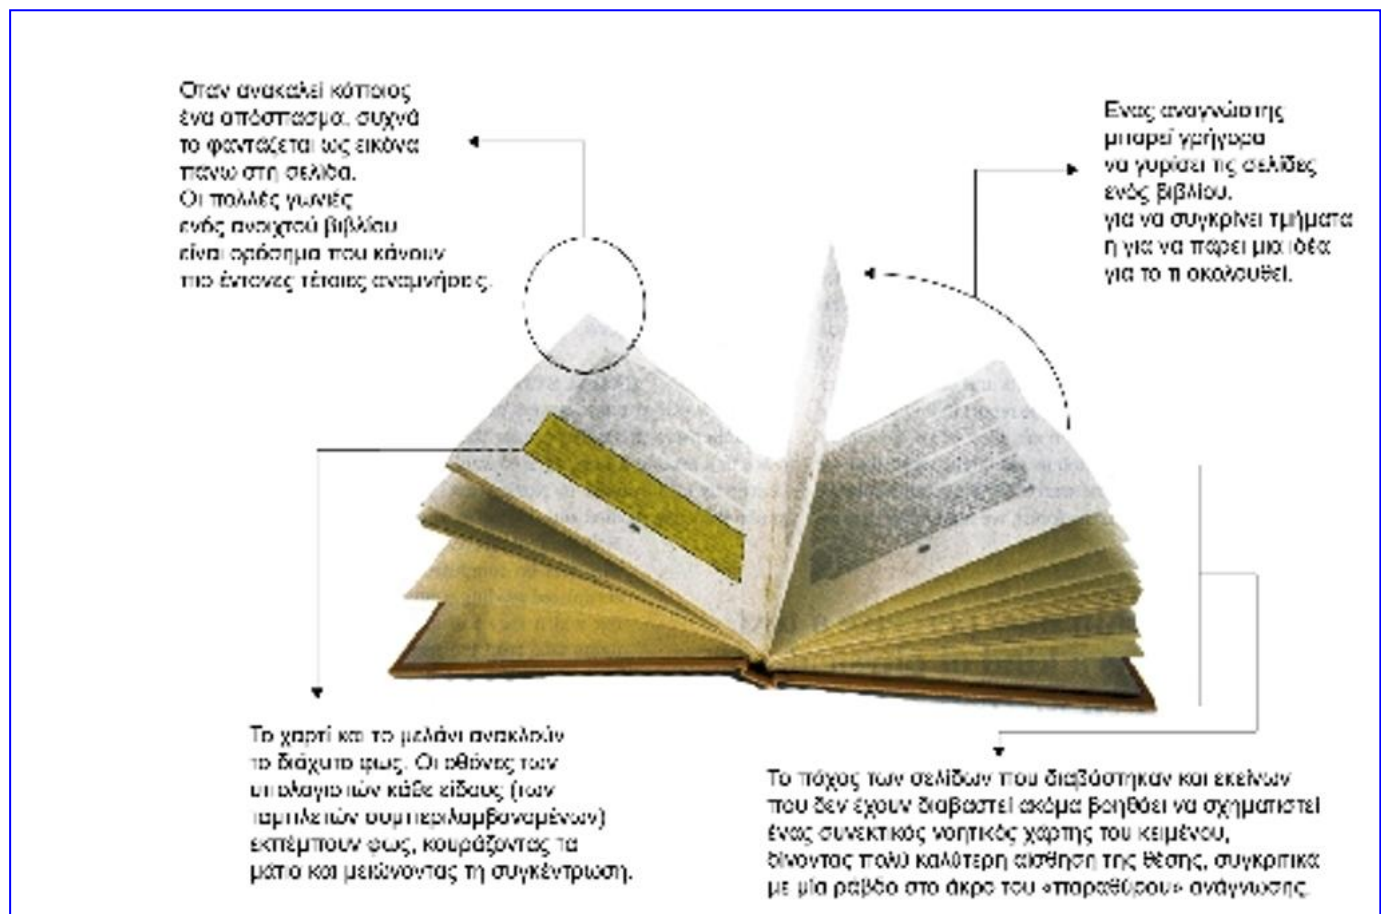 Οταν ανακαλεί κάποιος
ένα απόσπασμα, συχνά
το φαντάζεται ως εικόνα
πάνω στη σελίδα.
Οι πολλές γωνιές
ενός ανοιχτού βιβλίου
είναι ορόσημα που κάνουν
πιο έντονες τέτοιες αναμνήσεις.
Ενας αναγνώστης
μπορεί γρήγορα
να γυρίσει τις σελίδες
ενός βιβλίου,
για να συγκρίνει τμήματα
ή για να πάρει μια ιδέα
για το τι ακολουθεί.
Το χαρτί και το μελάνι ανακλούν
το διάχυτο φως. Οι οθόνες των
υπολογιστών κάθε είδους (των
ταμπλετών συμπεριλαμβανομένων)
εκπέμπουν φως, κουράζοντας τα
μάτια και μειώνοντας τη συγκέντρωση.
Το πάχος των σελίδων που διαβάστηκαν και εκείνων
που δεν έχουν διαβαστεί ακόμα βοηθάει να σχηματιστεί
ένας συνεκτικός νοητικός χάρτης του κειμένου,
δίνοντας πολύ καλύτερη αίσθηση της θέσης, συγκριτικά
με μία ράβδο στο άκρο του «παραθύρου» ανάγνωσης.